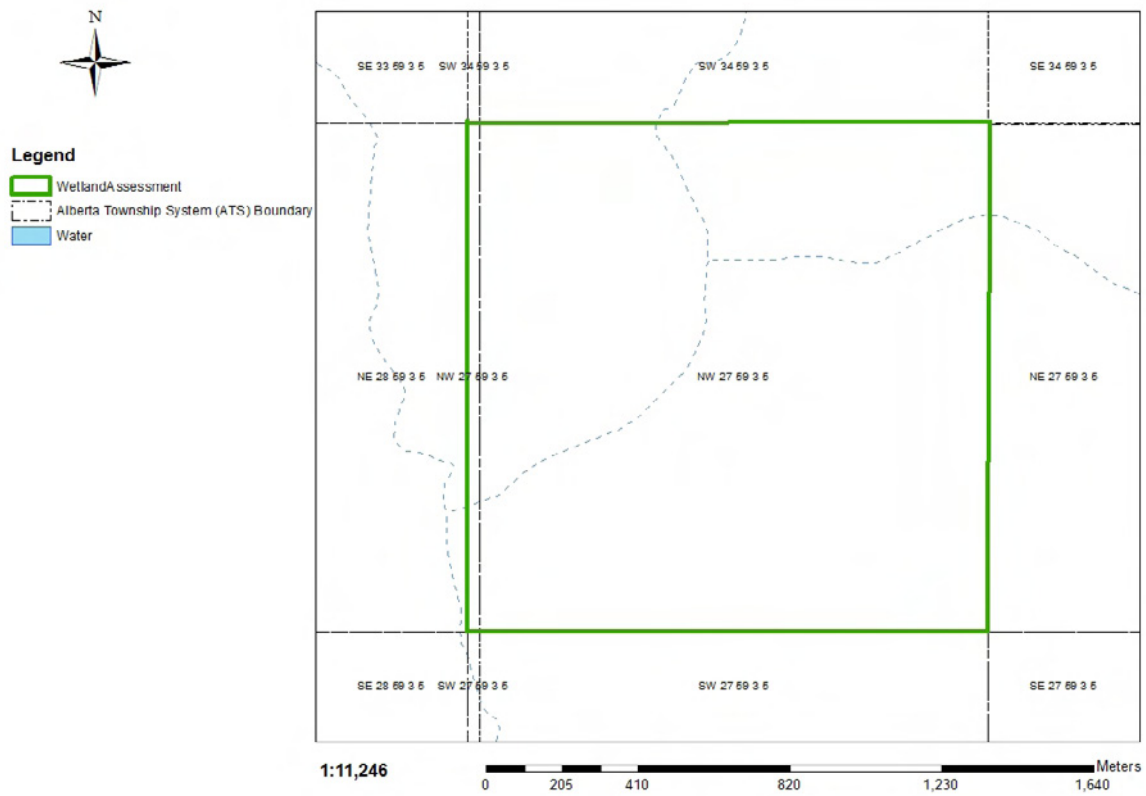 N
Legend
WetlandAssessment
Alberta Township System (ATS) Boundary
Water
SE 33 59 3 5 SW 34 59 3 5 SW 34 59 3 5 SE 34 59 3 5
NE 28 59 3 5 NW 27 59 3 5 NW 27 59 3 5 NE 27 59 3 5
SE 28 59 3 5 SW 27 59 3 5 SW 27 59 3 5 SE 27 59 3 5
1:11,246
Meters
0 205 410 820 1,230 1,640